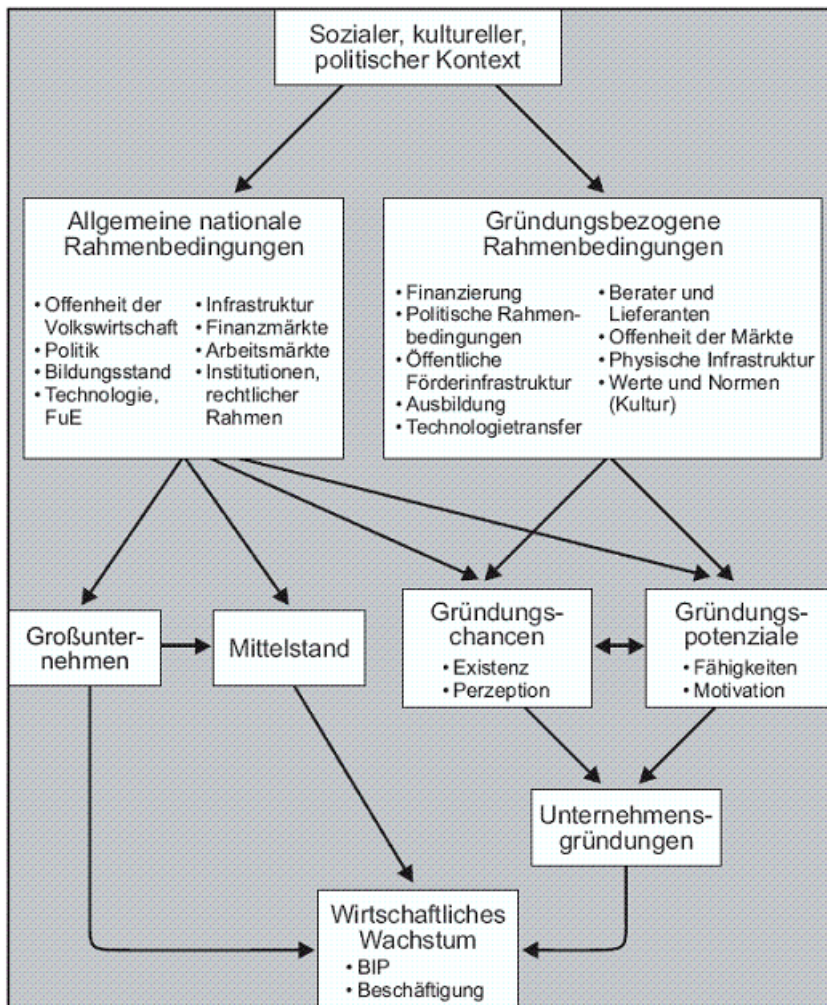 Sozialer, kultureller,
politischer Kontext
Allgemeine nationale
Rahmenbedingungen
• Offenheit der
Volkswirtschaft
• Politik
• Bildungsstand
• Technologie,
FuE
• Infrastruktur
• Finanzmärkte
• Arbeitsmärkte
• Institutionen,
rechtlicher
Rahmen
Gründungsbezogene
Rahmenbedingungen
• Finanzierung
• Politische Rahmen-
bedingungen
• Öffentliche
Förderinfrastruktur
• Ausbildung
• Technologietransfer
• Berater und
Lieferanten
• Offenheit der Märkte
• Physische Infrastruktur
• Werte und Normen
(Kultur)
Großunter-
nehmen
Mittelstand
Gründungs-
chancen
• Existenz
• Perzeption
Gründungs-
potenziale
• Fähigkeiten
• Motivation
Unternehmens-
gründungen
Wirtschaftliches
Wachstum
• BIP
• Beschäftigung